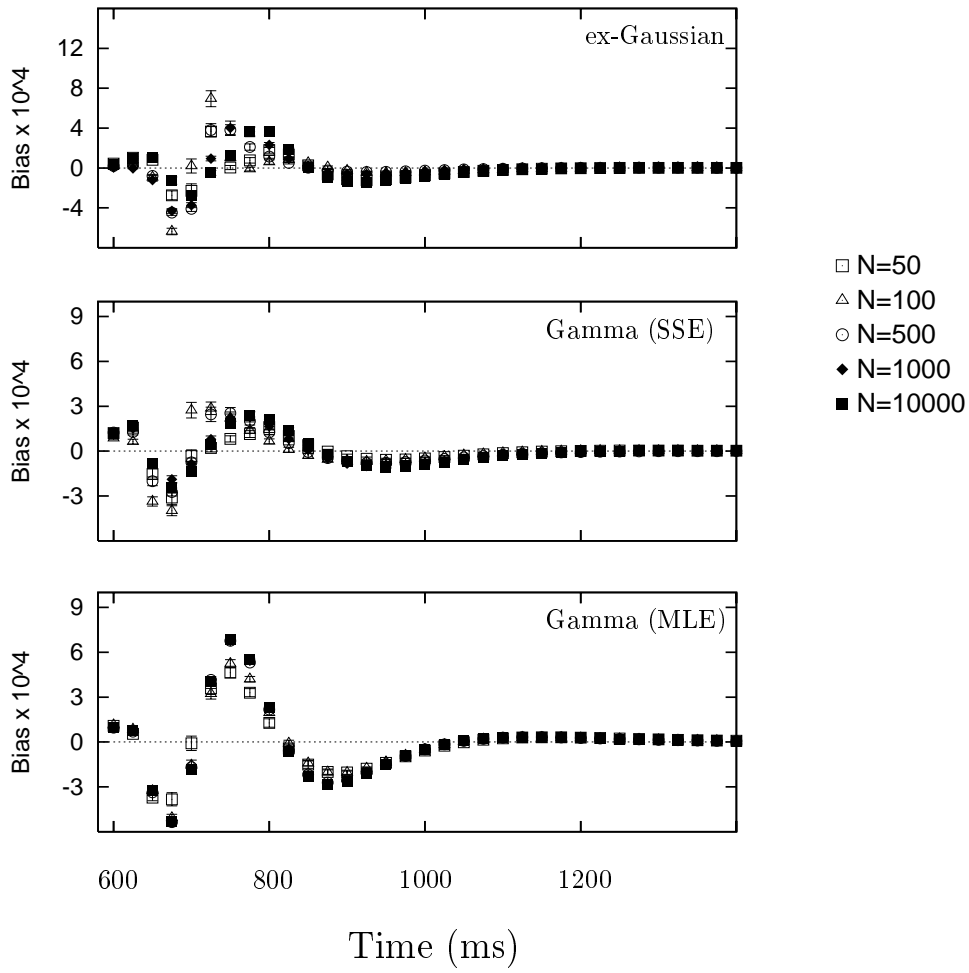 ex-Gaussian
12
8
4
0
-4
Bias x 10^4
Gamma (SSE)
9
6
3
0
-3
Bias x 10^4
Gamma (MLE)
9
6
3
0
-3
Bias x 10^4
600 800 1000 1200
Time (ms)
N=50
N=100
N=500
N=1000
N=10000